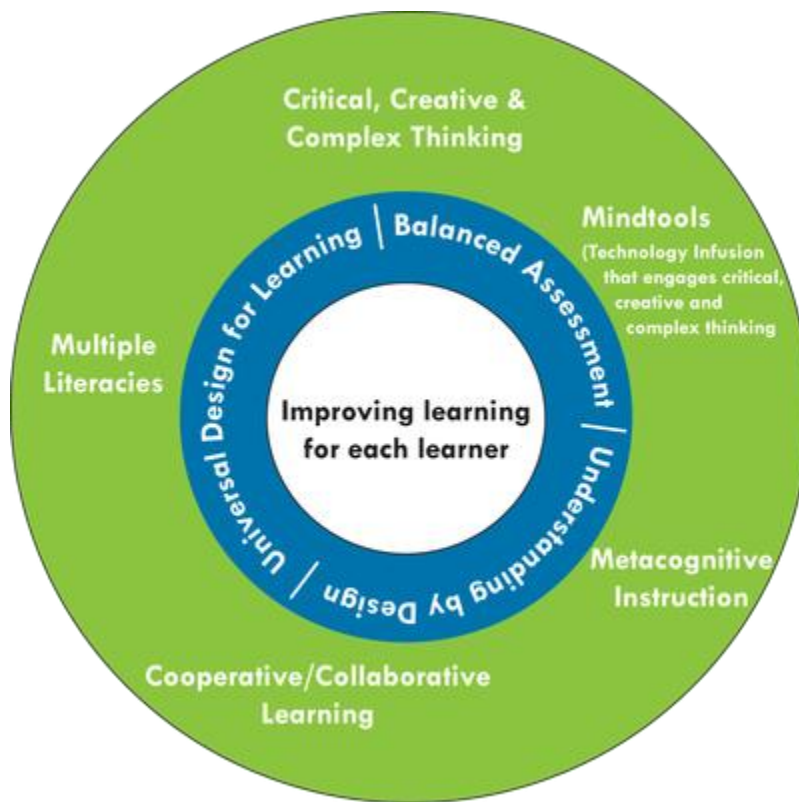 Critical, Creative &
Complex Thinking
Mindtools
(Technology Infusion
that engages critical,
creative and
complex thinking
Multiple
Literacies
Universal Design for Learning | Balanced Assessment | Understanding by Design |
Improving learning
for each learner
Metacognitive
Instruction
Cooperative/Collaborative
Learning